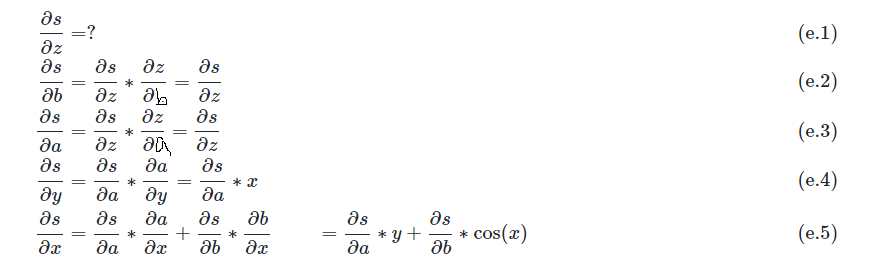 ∂s/∂z =? (e.1)
∂s/∂b = ∂s/∂z * ∂z/∂b = ∂s/∂z (e.2)
∂s/∂a = ∂s/∂z * ∂z/∂a = ∂s/∂z (e.3)
∂s/∂y = ∂s/∂a * ∂a/∂y = ∂s/∂a * x (e.4)
∂s/∂x = ∂s/∂a * ∂a/∂x + ∂s/∂b * ∂b/∂x = ∂s/∂a * y + ∂s/∂b * cos(x) (e.5)